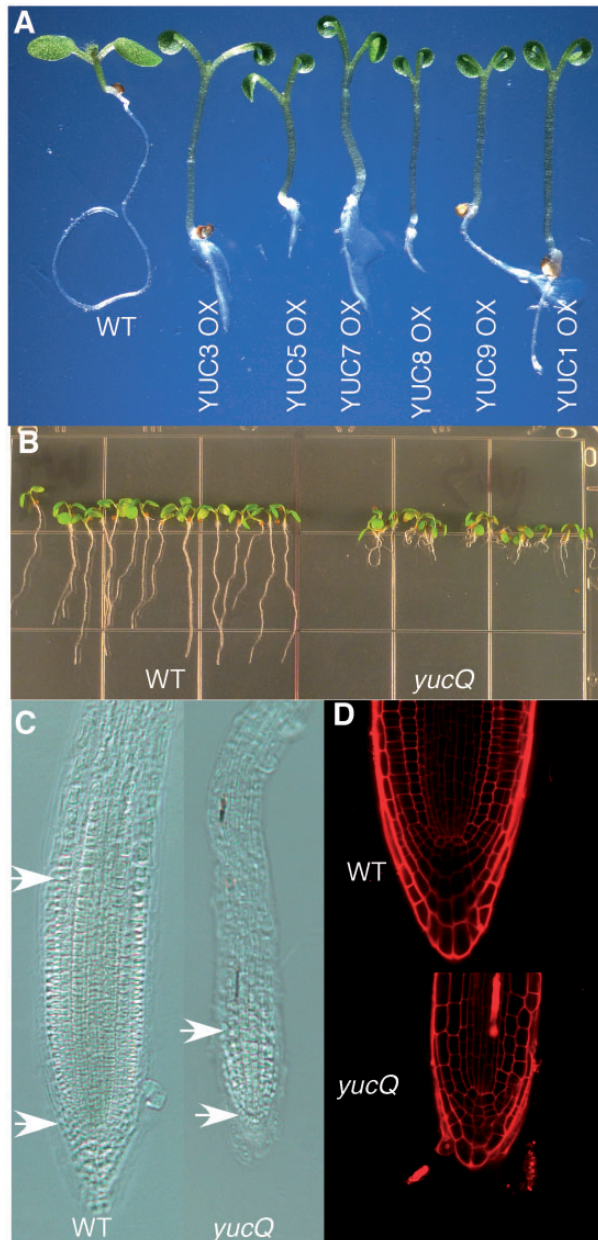 A
WT
YUC3 OX
YUC5 OX
YUC7 OX
YUC8 OX
YUC9 OX
YUC1 OX
B
WT
yucQ
C
D
WT
yucQ
WT
yucQ